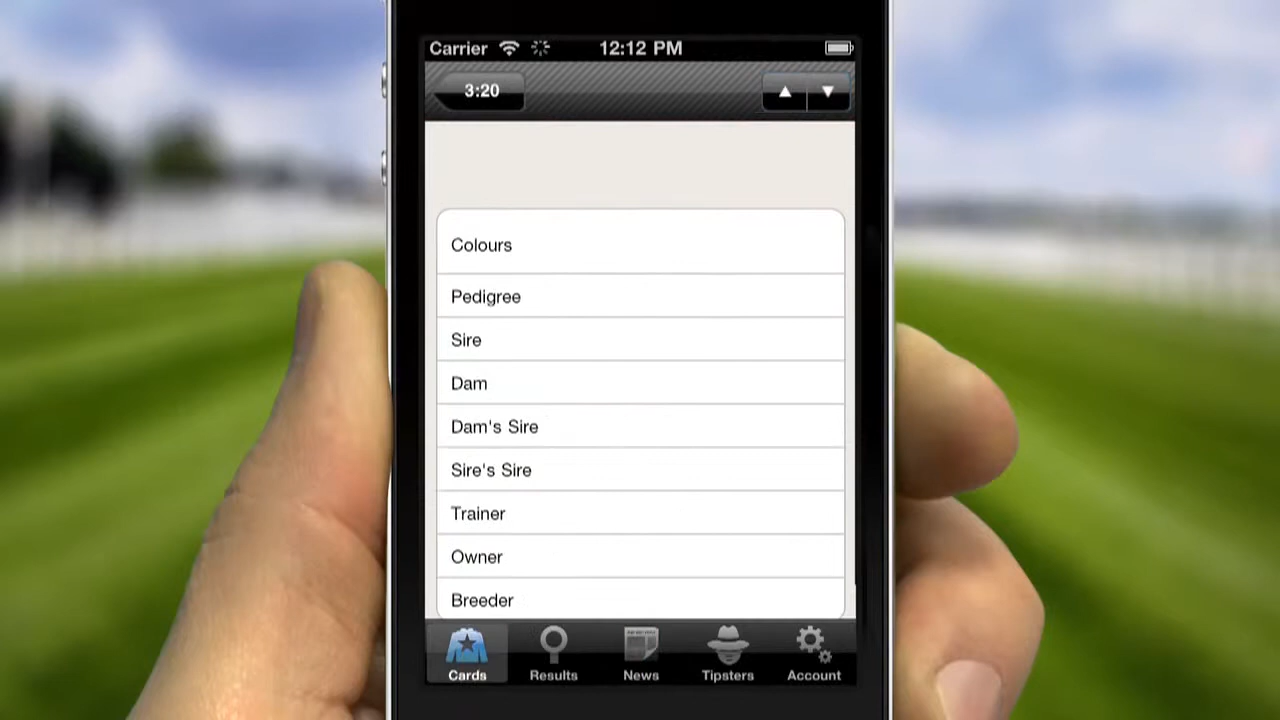 Carrier 12:12 PM
3:20
Colours
Pedigree
Sire
Dam
Dam's Sire
Sire's Sire
Trainer
Owner
Breeder
Cards Results News Tipsters Account